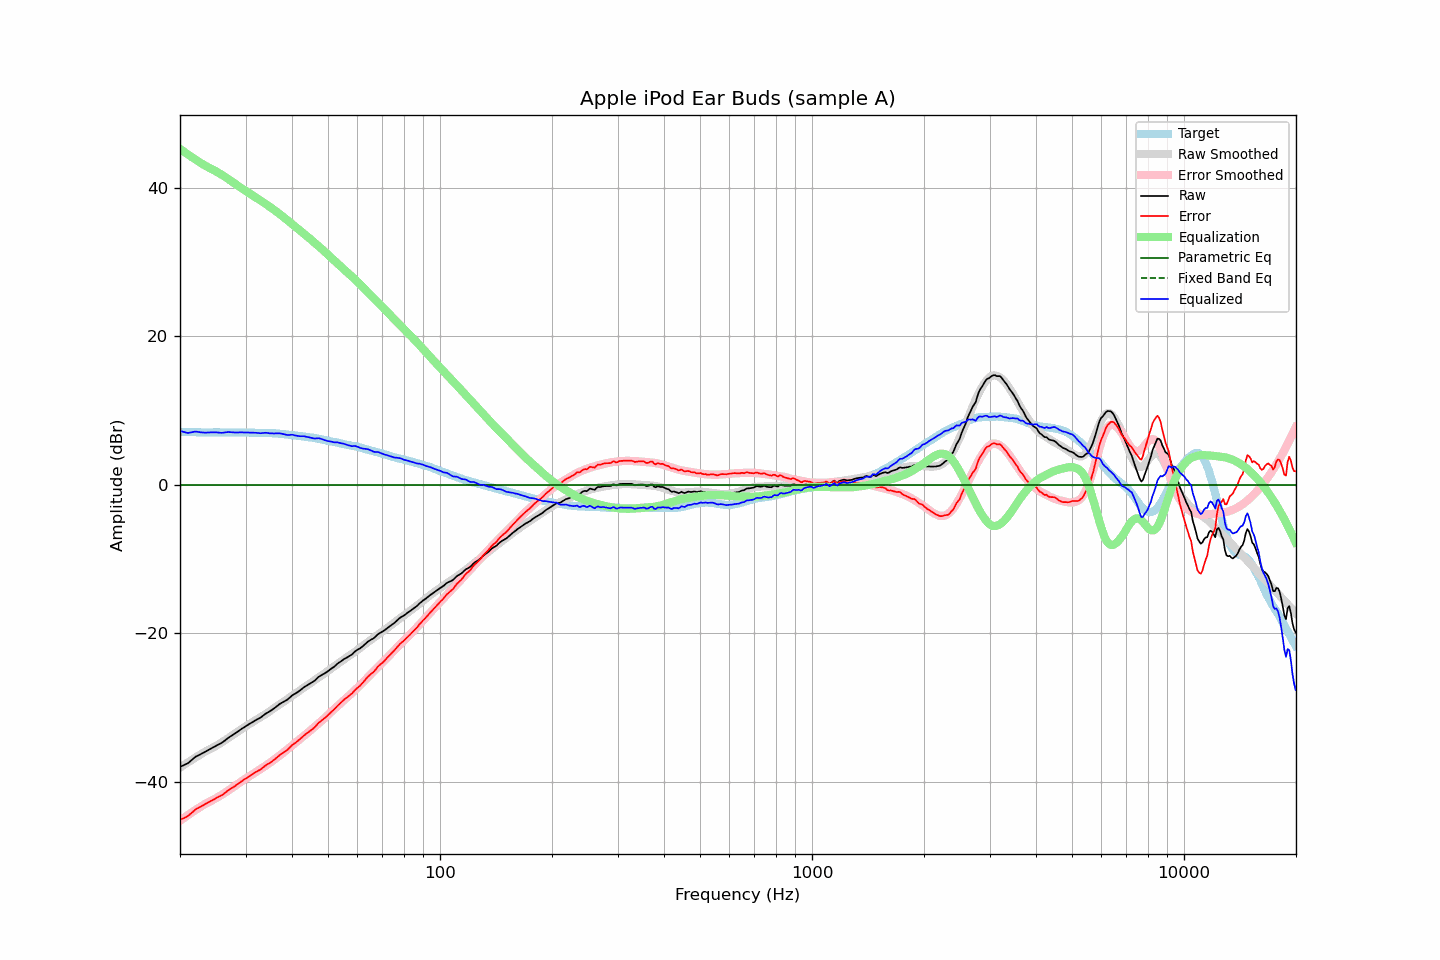 Apple iPod Ear Buds (sample A)
Target
Raw Smoothed
Error Smoothed
Raw
Error
Equalization
Parametric Eq
Fixed Band Eq
Equalized
40
20
0
−20
−40
Amplitude (dBr)
100
1000
10000
Frequency (Hz)